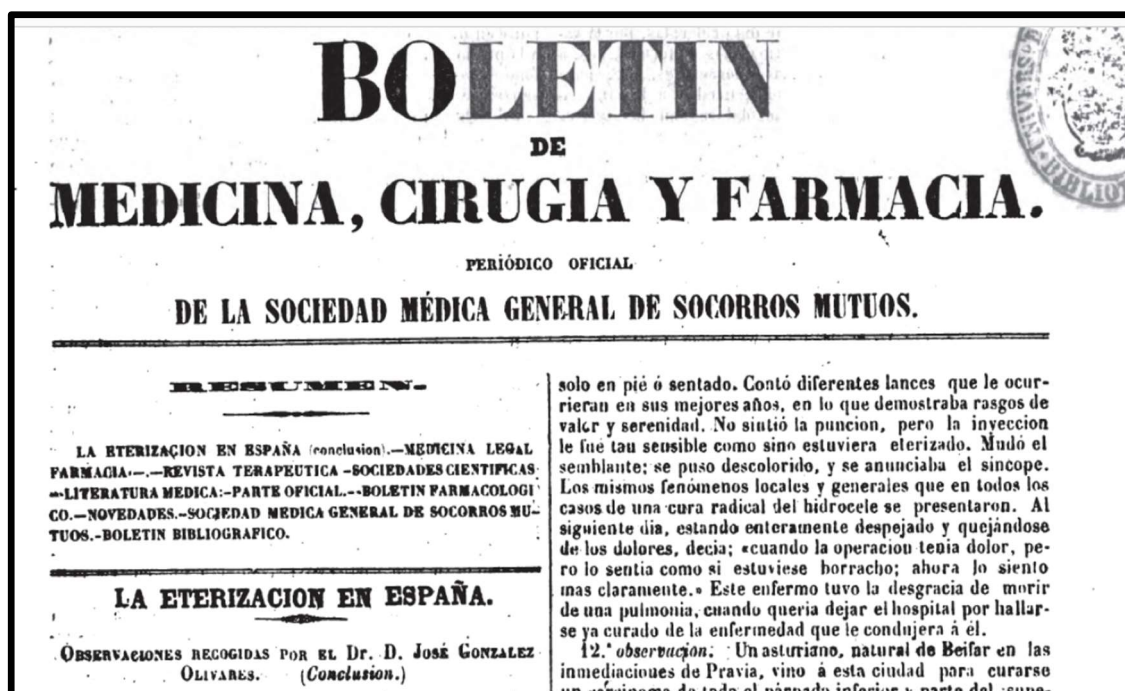 BOLETIN
DE
MEDICINA, CIRUGIA Y FARMACIA.
PERIÓDICO OFICIAL
DE LA SOCIEDAD MÉDICA GENERAL DE SOCORROS MUTUOS.
RESUMEN.
LA ETERIZACION EN ESPAÑA (conclusion).—MEDICINA LEGAL
FARMACIA—.—REVISTA TERAPEUTICA—SOCIEDADES CIENTIFICAS
—LITERATURA MEDICA:—PARTE OFICIAL.—BOLETIN FARMACOLOGI
CO.—NOVEDADES.—SOCIEDAD MEDICA GENERAL DE SOCORROS MU-
TUOS.-BOLETIN BIBLIOGRAFICO.
LA ETERIZACION EN ESPAÑA.
OBSERVACIONES RECOGIDAS POR EL Dr. D. JOSÉ GONZALEZ
OLIVARES. (Conclusion.)
solo en pié ó sentado. Contó diferentes lances que le ocur-
rieran en sus mejores años, en lo que demostraba rasgos de
valor y serenidad. No sintió la puncion, pero la inyeccion
le fué tau sensible como sino estuviera eterizado. Mudó el
semblante; se puso descolorido, y se anunciaba el síncope.
Los mismos fenómenos locales y generales que en todos los
casos de una cura radical del hidrocele se presentaron. Al
siguiente dia, estando enteramente despejado y quejándose
de los dolores, decia; «cuando la operacion tenia dolor, pe-
ro lo sentia como si estuviese borracho; ahora lo siento
mas claramente.» Este enfermo tuvo la desgracia de morir
de una pulmonia, cuando queria dejar el hospital por hallar-
se ya curado de la enfermedad que le condujera á él.
12.ª observacion. Un asturiano, natural de Beifar en las
inmediaciones de Pravia, vino á esta ciudad para curarse